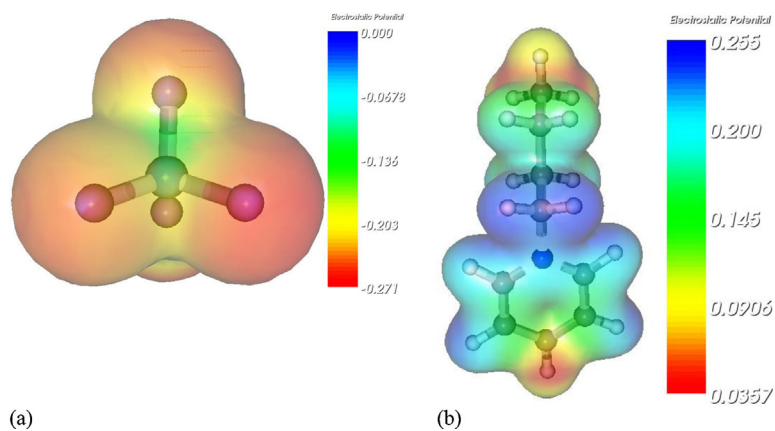 Electrostatic Potential
0.000
-0.0678
-0.136
-0.203
-0.271
(a)
Electrostatic Potential
0.255
0.200
0.145
0.0906
0.0357
(b)